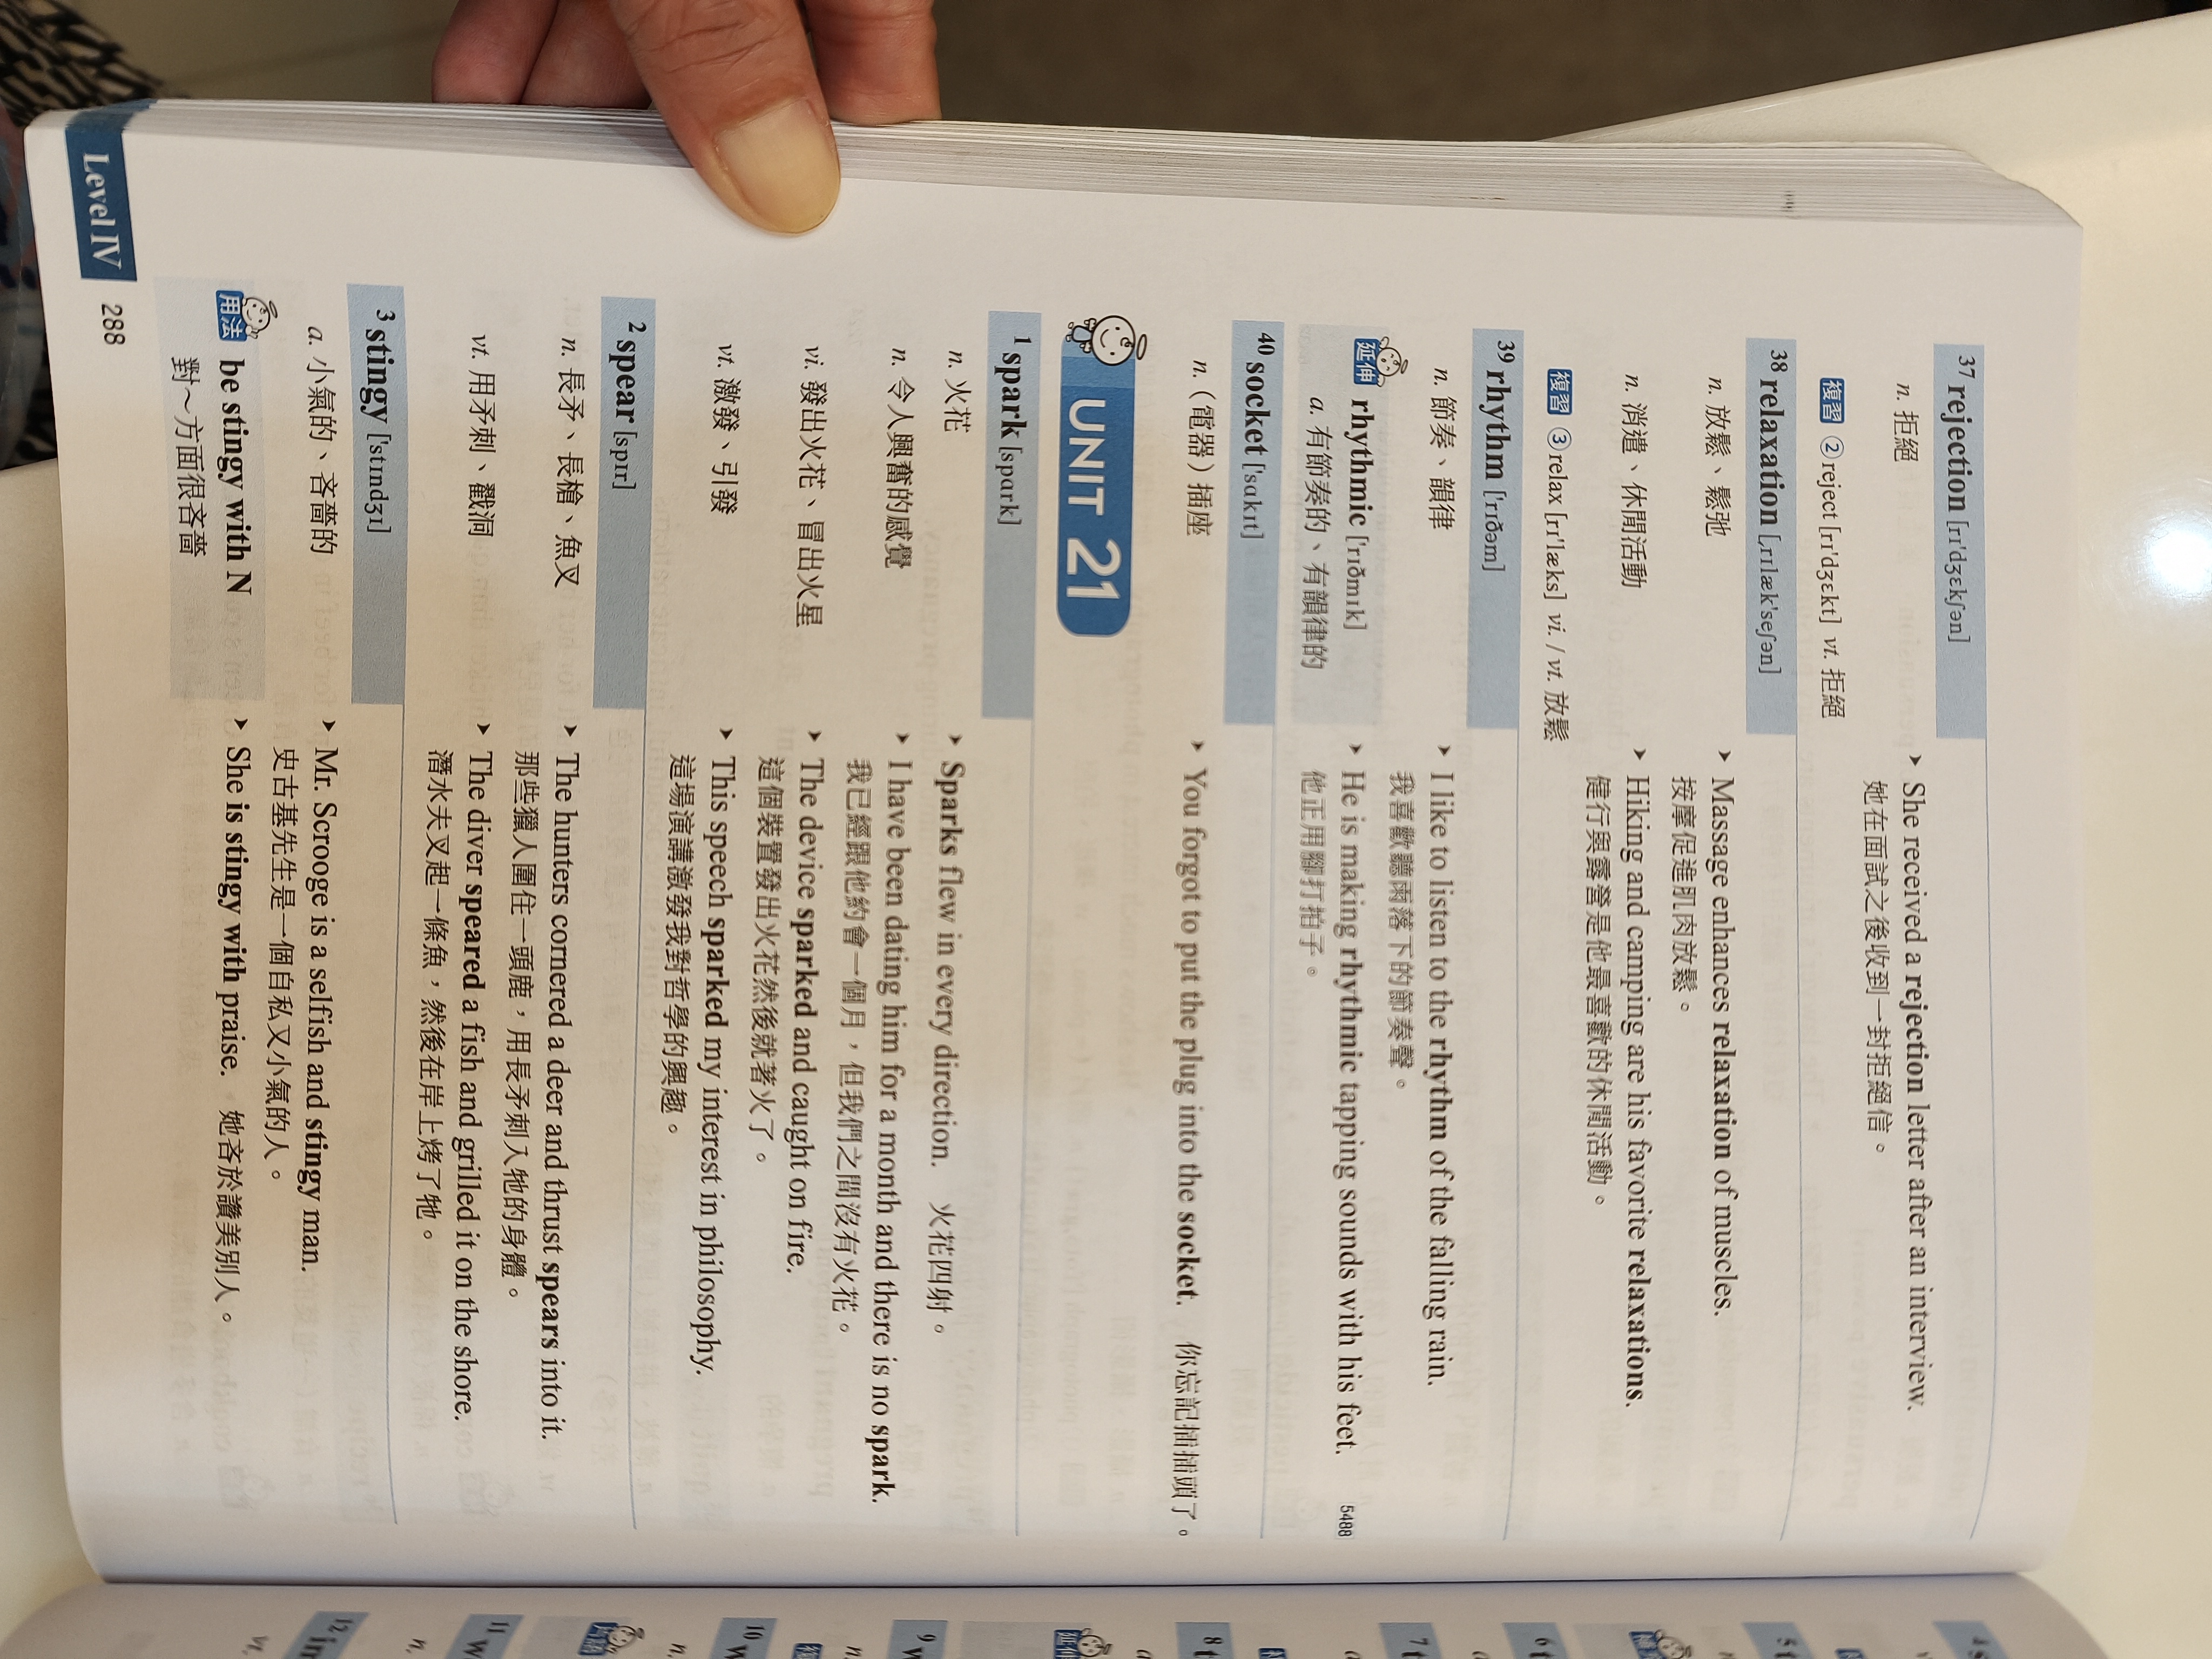 37 rejection [rɪˈdʒɛkʃən]
n. 拒絕
➤ She received a rejection letter after an interview.
她在面試之後收到一封拒絕信。
複習 ② reject [rɪˈdʒɛkt] vt. 拒絕
38 relaxation [ˌrɪlækˈseʃən]
n. 放鬆、鬆弛
➤ Massage enhances relaxation of muscles.
按摩促進肌肉放鬆。
n. 消遣、休閒活動
➤ Hiking and camping are his favorite relaxations.
健行與露營是他最喜歡的休閒活動。
複習 ③ relax [rɪˈlæks] vi. / vt. 放鬆
39 rhythm [ˈrɪðəm]
n. 節奏、韻律
➤ I like to listen to the rhythm of the falling rain.
我喜歡聽雨落下的節奏聲。
延伸 rhythmic [ˈrɪðmɪk]
a. 有節奏的、有韻律的
➤ He is making rhythmic tapping sounds with his feet.
他正用腳打拍子。
5488
40 socket [ˈsɑkɪt]
n.（電器）插座
➤ You forgot to put the plug into the socket. 你忘記插插頭了。
UNIT 21
1 spark [spɑrk]
n. 火花
➤ Sparks flew in every direction. 火花四射。
n. 令人興奮的感覺
➤ I have been dating him for a month and there is no spark.
我已經跟他約會一個月，但我們之間沒有火花。
vi. 發出火花、冒出火星
➤ The device sparked and caught on fire.
這個裝置發出火花然後就著火了。
vt. 激發、引發
➤ This speech sparked my interest in philosophy.
這場演講激發我對哲學的興趣。
2 spear [spɪr]
n. 長矛、長槍、魚叉
➤ The hunters cornered a deer and thrust spears into it.
那些獵人圍住一頭鹿，用長矛刺入牠的身體。
vt. 用矛刺、戳洞
➤ The diver speared a fish and grilled it on the shore.
潛水夫叉起一條魚，然後在岸上烤了牠。
3 stingy [ˈstɪndʒɪ]
a. 小氣的、吝嗇的
➤ Mr. Scrooge is a selfish and stingy man.
史古基先生是一個自私又小氣的人。
用法 be stingy with N
對～方面很吝嗇
➤ She is stingy with praise. 她吝於讚美別人。
Level IV 288
4 s
5 t
6 t
7 t
8 t
延伸
9 w
n.
10 w
n.
11 w
n.
12 in
vt.